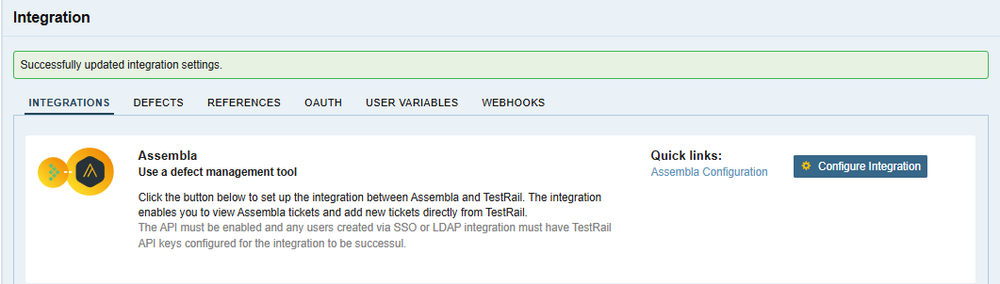 Integration
Successfully updated integration settings.
INTEGRATIONS DEFECTS REFERENCES OAUTH USER VARIABLES WEBHOOKS
Assembla
Use a defect management tool
Click the button below to set up the integration between Assembla and TestRail. The integration
enables you to view Assembla tickets and add new tickets directly from TestRail.
The API must be enabled and any users created via SSO or LDAP integration must have TestRail
API keys configured for the integration to be successul.
Quick links:
Assembla Configuration
Configure Integration